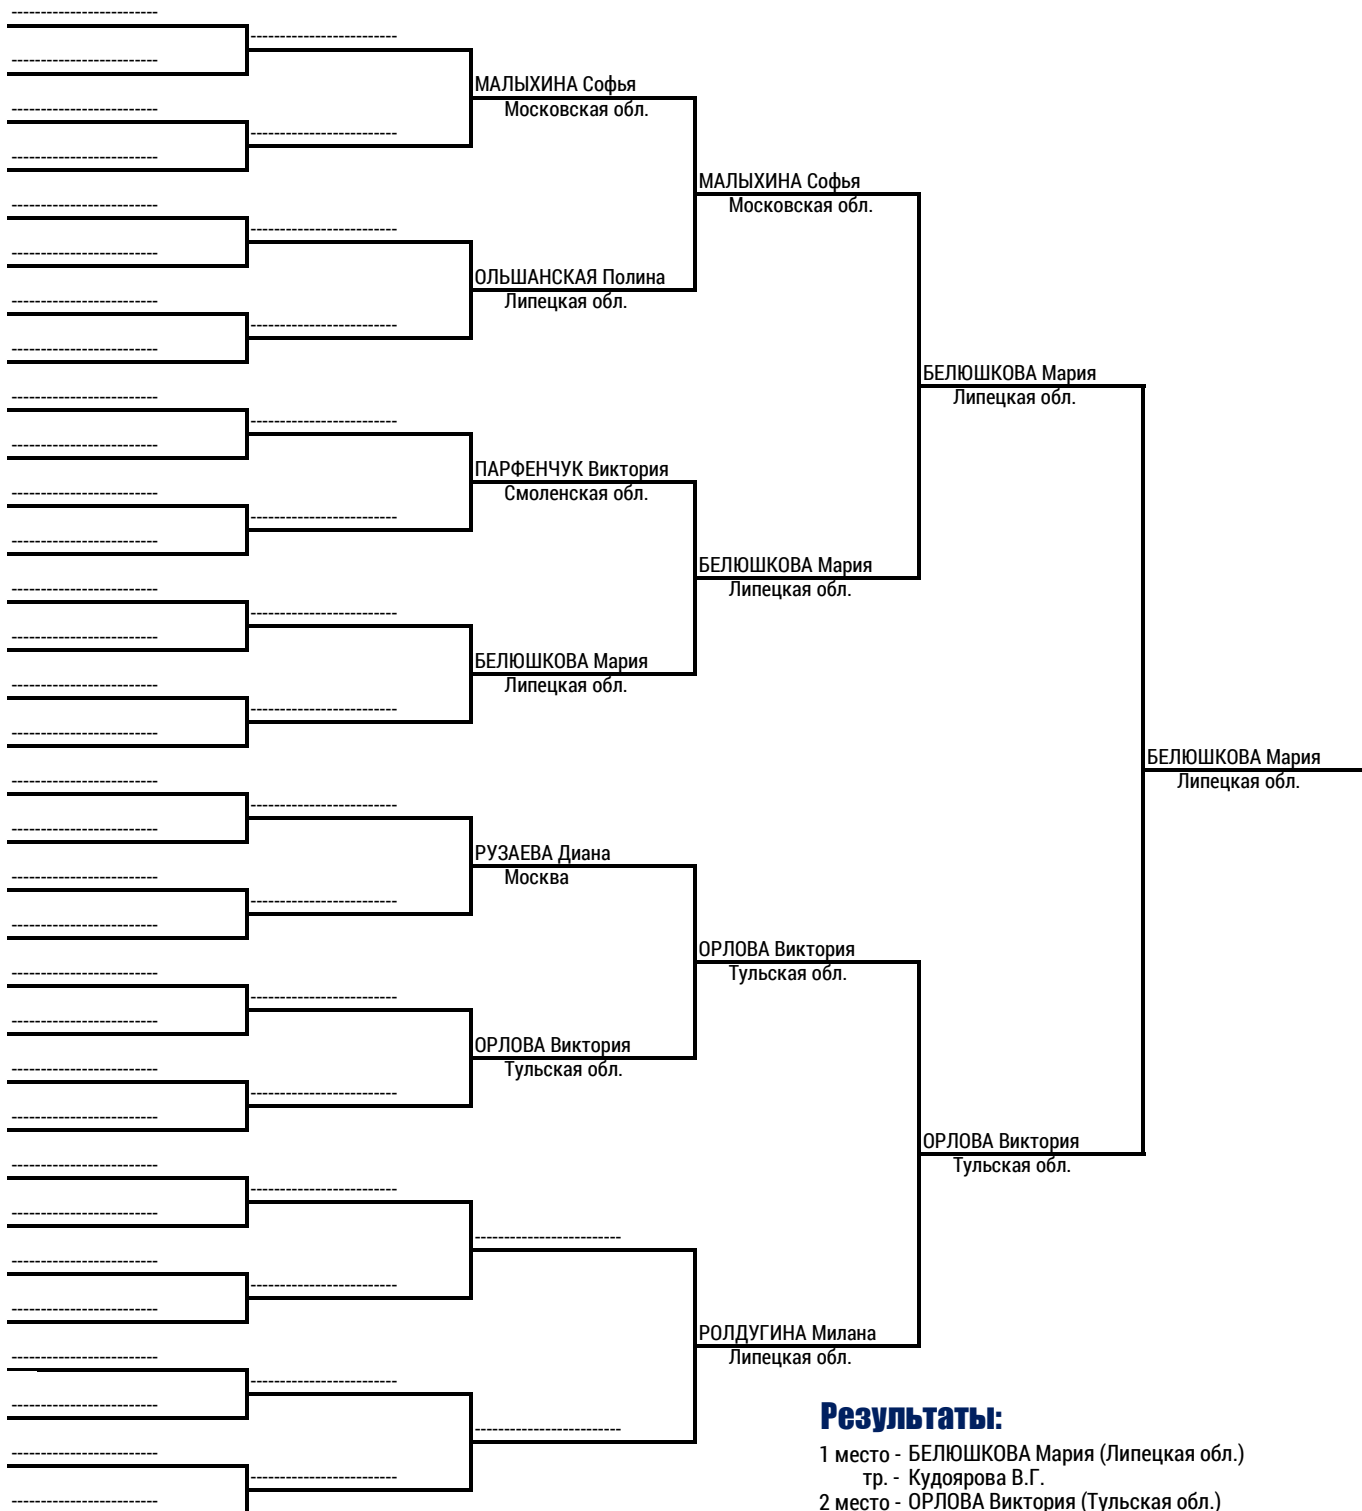 МАЛЫХИНА Софья
Московская обл.
МАЛЫХИНА Софья
Московская обл.
ОЛЬШАНСКАЯ Полина
Липецкая обл.
БЕЛЮШКОВА Мария
Липецкая обл.
ПАРФЕНЧУК Виктория
Смоленская обл.
БЕЛЮШКОВА Мария
Липецкая обл.
БЕЛЮШКОВА Мария
Липецкая обл.
БЕЛЮШКОВА Мария
Липецкая обл.
РУЗАЕВА Диана
Москва
ОРЛОВА Виктория
Тульская обл.
ОРЛОВА Виктория
Тульская обл.
ОРЛОВА Виктория
Тульская обл.
РОЛДУГИНА Милана
Липецкая обл.
Результаты:
1 место - БЕЛЮШКОВА Мария (Липецкая обл.)
тр. - Кудоярова В.Г.
2 место - ОРЛОВА Виктория (Тульская обл.)